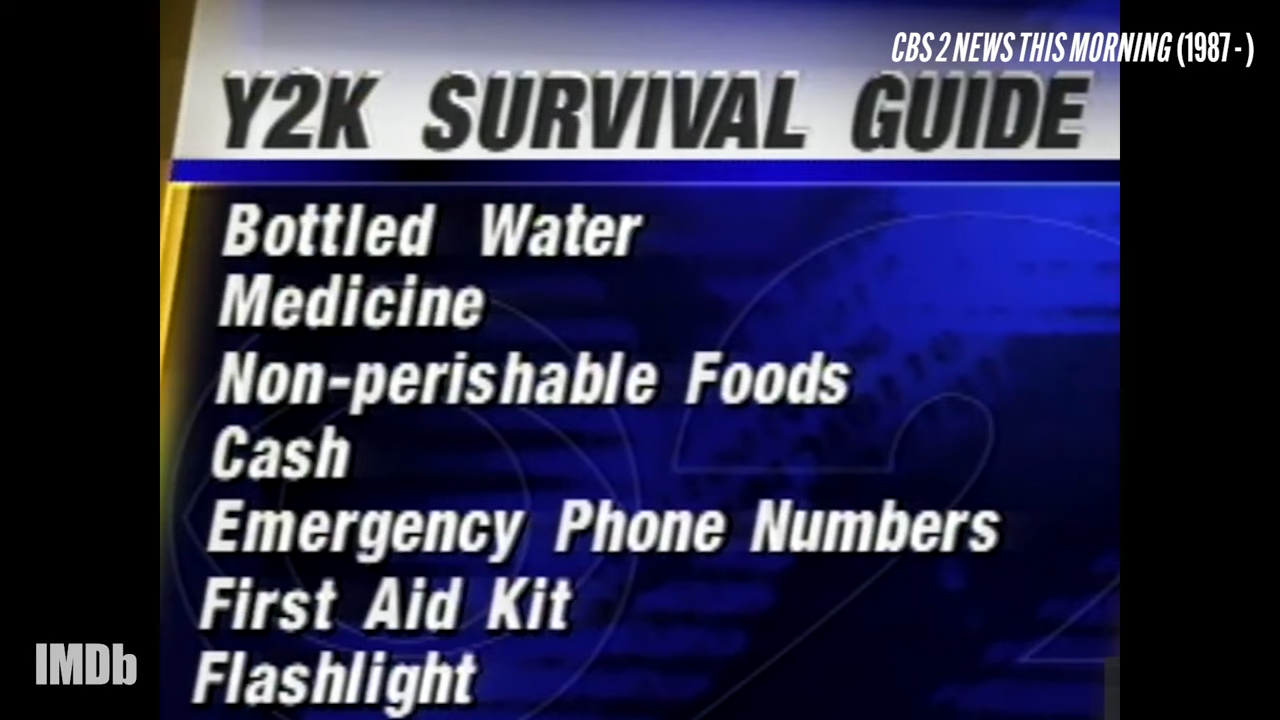 CBS 2 NEWS THIS MORNING (1987 - )
Y2K SURVIVAL GUIDE
Bottled Water
Medicine
Non-perishable Foods
Cash
Emergency Phone Numbers
First Aid Kit
Flashlight
IMDb